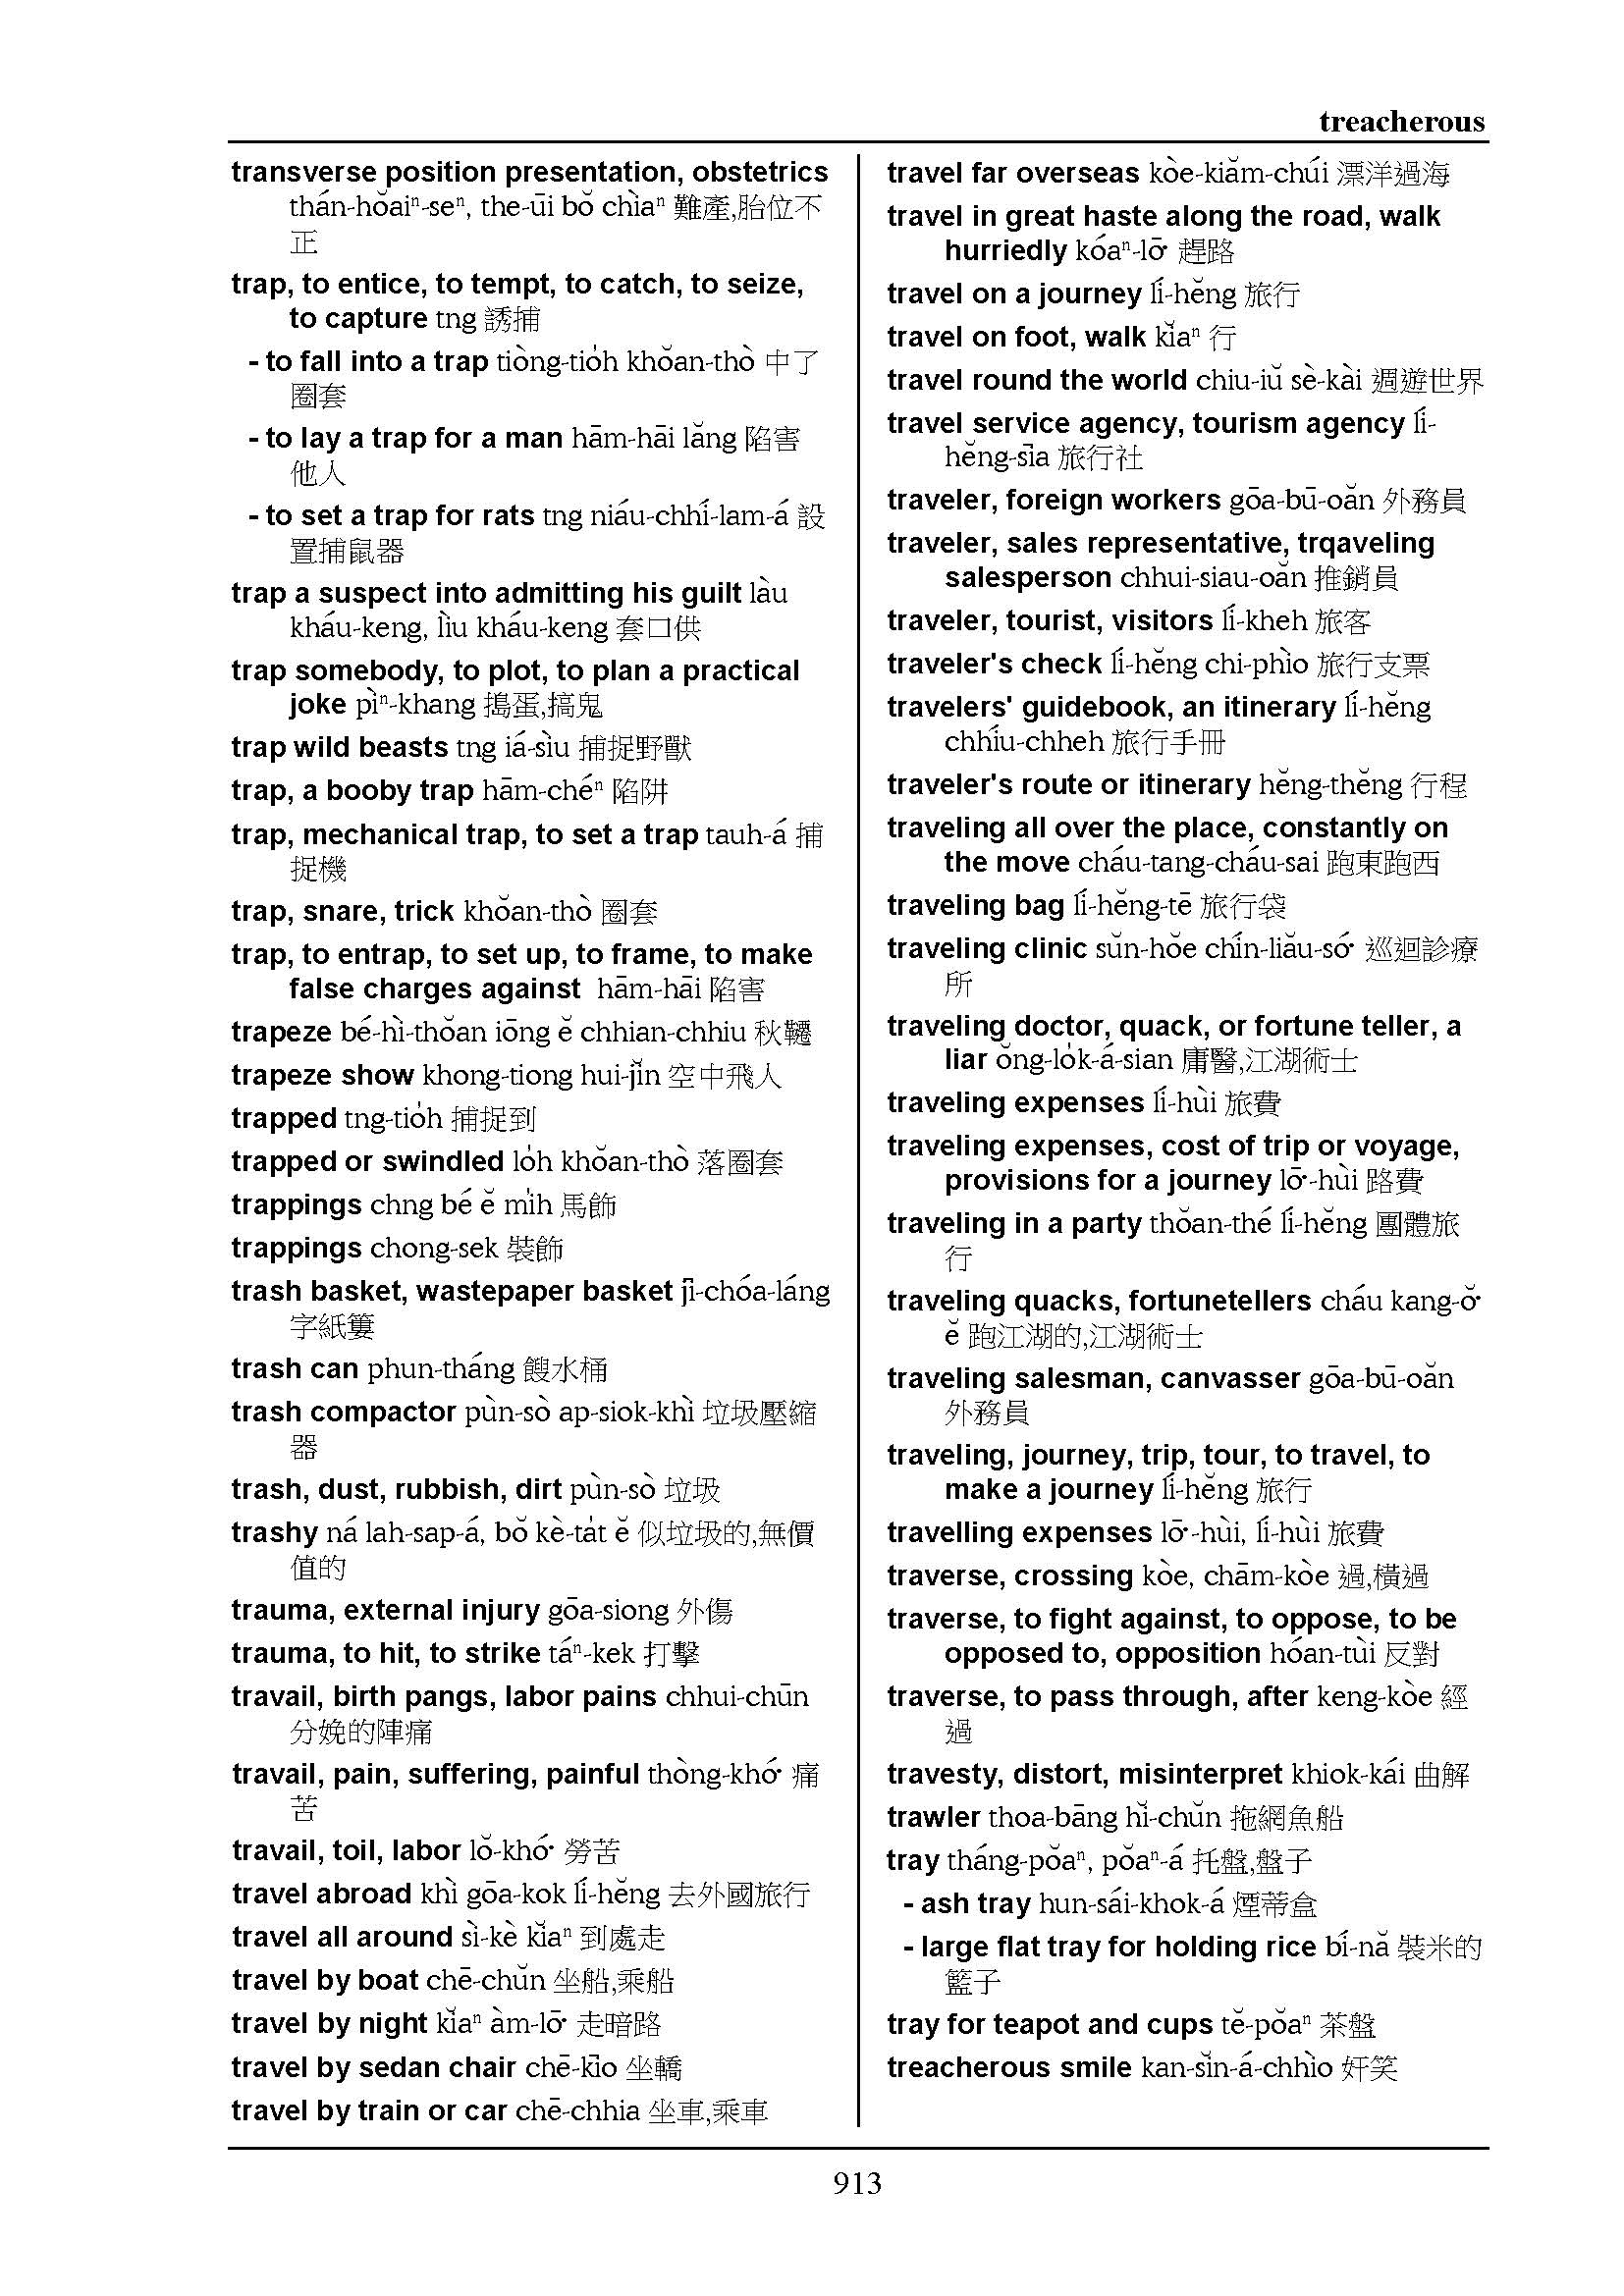 treacherous
transverse position presentation, obstetrics
thán-hŏaiⁿ-seⁿ, the-ūi bŏ chìaⁿ 難產,胎位不
正
trap, to entice, to tempt, to catch, to seize,
to capture tng 誘捕
- to fall into a trap tiòng-tio̍h khŏan-thò 中了
圈套
- to lay a trap for a man hām-hāi lăng 陷害
他人
- to set a trap for rats tng niáu-chhí-lam-á 設
置捕鼠器
trap a suspect into admitting his guilt làu
kháu-keng, lìu kháu-keng 套口供
trap somebody, to plot, to plan a practical
joke pìⁿ-khang 搗蛋,搞鬼
trap wild beasts tng iá-sìu 捕捉野獸
trap, a booby trap hām-chéⁿ 陷阱
trap, mechanical trap, to set a trap tauh-á 捕
捉機
trap, snare, trick khŏan-thò 圈套
trap, to entrap, to set up, to frame, to make
false charges against hām-hāi 陷害
trapeze bé-hì-thŏan iōng ĕ chhian-chhiu 秋韆
trapeze show khong-tiong hui-jĭn 空中飛人
trapped tng-tio̍h 捕捉到
trapped or swindled lo̍h khŏan-thò 落圈套
trappings chng bé ĕ mi̍h 馬飾
trappings chong-sek 裝飾
trash basket, wastepaper basket jī-chóa-láng
字紙簍
trash can phun-tháng 餿水桶
trash compactor pùn-sò ap-siok-khì 垃圾壓縮
器
trash, dust, rubbish, dirt pùn-sò 垃圾
trashy ná lah-sap-á, bŏ kè-ta̍t ĕ 似垃圾的,無價
值的
trauma, external injury gōa-siong 外傷
trauma, to hit, to strike táⁿ-kek 打擊
travail, birth pangs, labor pains chhui-chūn
分娩的陣痛
travail, pain, suffering, painful thòng-khó͘ 痛
苦
travail, toil, labor lŏ-khó͘ 勞苦
travel abroad khì gōa-kok lí-hĕng 去外國旅行
travel all around sì-kè kĭaⁿ 到處走
travel by boat chē-chŭn 坐船,乘船
travel by night kĭaⁿ àm-lō͘ 走暗路
travel by sedan chair chē-kīo 坐轎
travel by train or car chē-chhia 坐車,乘車
travel far overseas kòe-kiăm-chúi 漂洋過海
travel in great haste along the road, walk
hurriedly kóaⁿ-lō͘ 趕路
travel on a journey lí-hĕng 旅行
travel on foot, walk kĭaⁿ 行
travel round the world chiu-iŭ sè-kài 週遊世界
travel service agency, tourism agency lí-
hĕng-sīa 旅行社
traveler, foreign workers gōa-bū-oăn 外務員
traveler, sales representative, trqaveling
salesperson chhui-siau-oăn 推銷員
traveler, tourist, visitors lí-kheh 旅客
traveler's check lí-hĕng chi-phìo 旅行支票
travelers' guidebook, an itinerary lí-hĕng
chhíu-chheh 旅行手冊
traveler's route or itinerary hĕng-thĕng 行程
traveling all over the place, constantly on
the move cháu-tang-cháu-sai 跑東跑西
traveling bag lí-hĕng-tē 旅行袋
traveling clinic sŭn-hŏe chín-liău-só͘ 巡迴診療
所
traveling doctor, quack, or fortune teller, a
liar ŏng-lo̍k-á-sian 庸醫,江湖術士
traveling expenses lí-hùi 旅費
traveling expenses, cost of trip or voyage,
provisions for a journey lō͘-hùi 路費
traveling in a party thŏan-thé lí-hĕng 團體旅
行
traveling quacks, fortunetellers cháu kang-ŏ͘
ĕ 跑江湖的,江湖術士
traveling salesman, canvasser gōa-bū-oăn
外務員
traveling, journey, trip, tour, to travel, to
make a journey lí-hĕng 旅行
travelling expenses lō͘-hùi, lí-hùi 旅費
traverse, crossing kòe, chām-kòe 過,橫過
traverse, to fight against, to oppose, to be
opposed to, opposition hóan-tùi 反對
traverse, to pass through, after keng-kòe 經
過
travesty, distort, misinterpret khiok-kái 曲解
trawler thoa-bāng hĭ-chŭn 拖網魚船
tray tháng-pŏaⁿ, pŏaⁿ-á 托盤,盤子
- ash tray hun-sái-khok-á 煙蒂盒
- large flat tray for holding rice bí-nă 裝米的
籃子
tray for teapot and cups tĕ-pŏaⁿ 茶盤
treacherous smile kan-sĭn-á-chhìo 奸笑
913